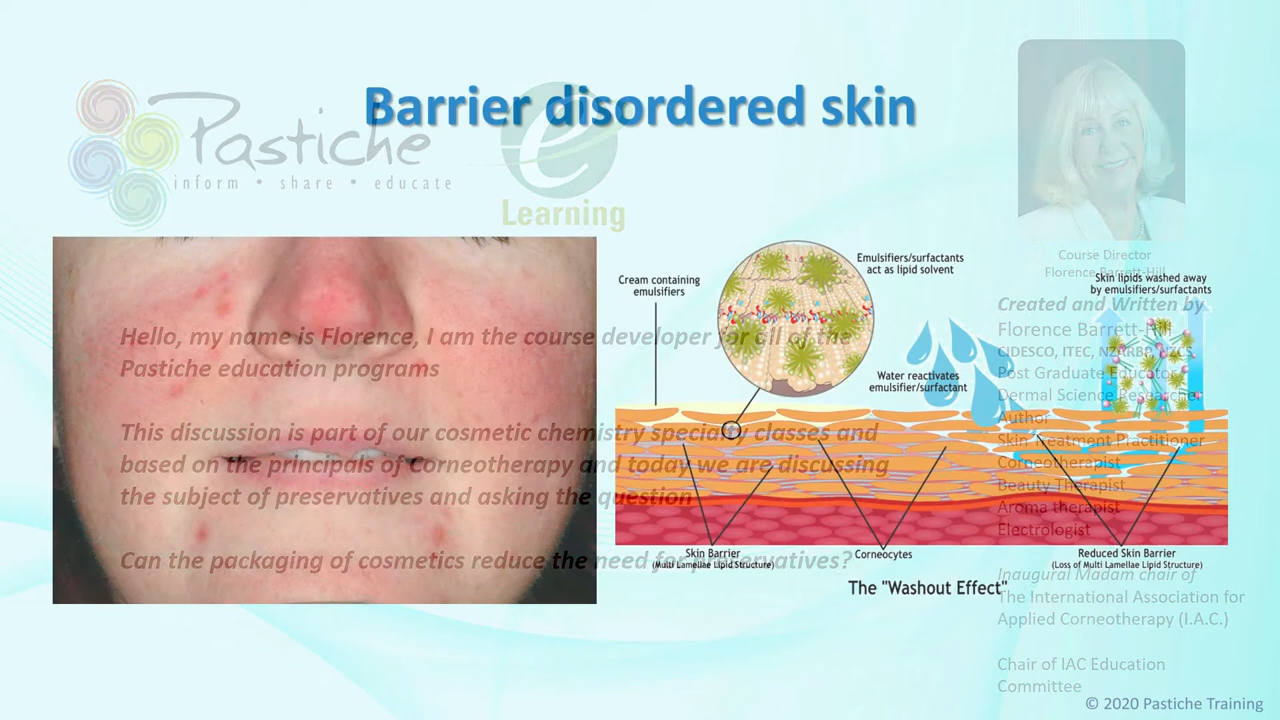 Barrier disordered skin
Pastiche
inform • share • educate
e
Learning
Course Director
Florence Barrett-Hill
Cream containing
emulsifiers
Emulsifiers/surfactants
act as lipid solvent
Skin lipids washed away
by emulsifiers/surfactants
Water reactivates
emulsifier/surfactant
Hello, my name is Florence, I am the course developer for all of the
Pastiche education programs
This discussion is part of our cosmetic chemistry specialty classes and
based on the principals of Corneotherapy and today we are discussing
the subject of preservatives and asking the question
Can the packaging of cosmetics reduce the need for preservatives?
Created and Written by
Florence Barrett-Hill
CIDESCO, ITEC, NZARBP, NZCS
Post Graduate Educator
Dermal Science Researcher
Author
Skin Treatment Practitioner
Corneotherapist
Beauty Therapist
Aroma therapist
Electrologist
Skin Barrier
(Multi Lamellae Lipid Structure)
Corneocytes
Reduced Skin Barrier
(Loss of Multi Lamellae Lipid Structure)
The "Washout Effect"
Inaugural Madam chair of
The International Association for
Applied Corneotherapy (I.A.C.)
Chair of IAC Education
Committee
© 2020 Pastiche Training